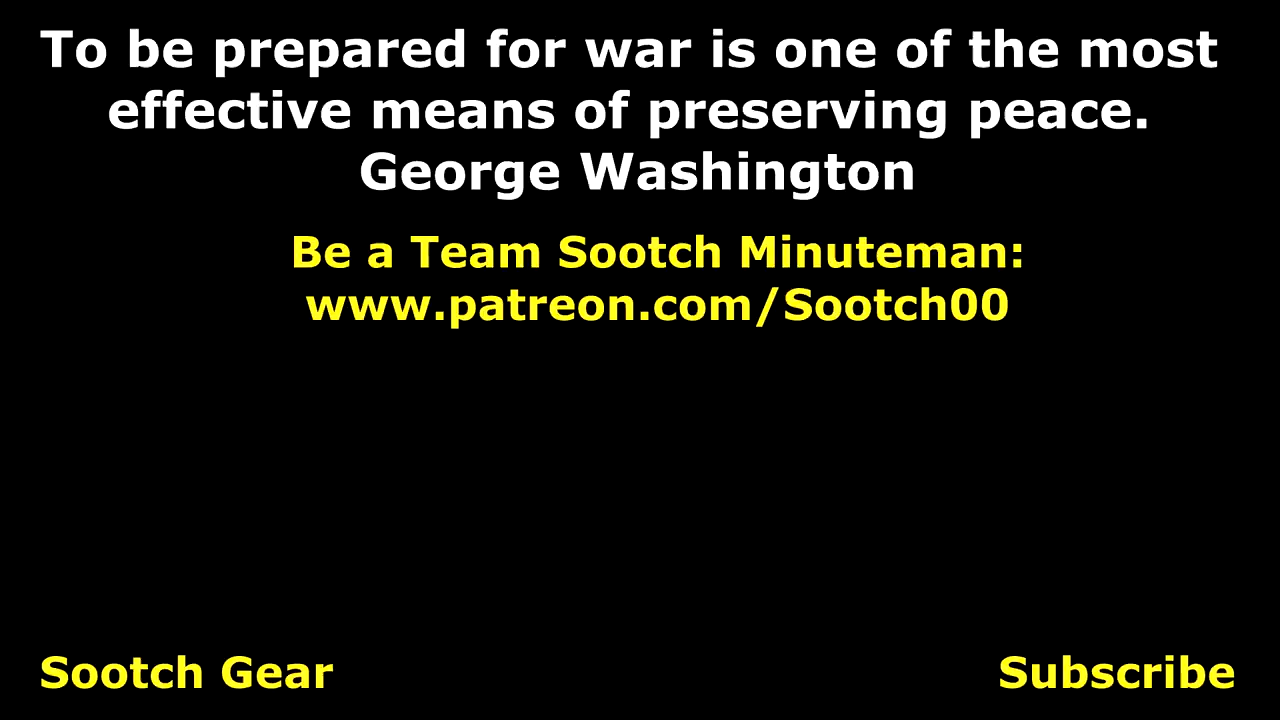 To be prepared for war is one of the most
effective means of preserving peace.
George Washington
Be a Team Sootch Minuteman:
www.patreon.com/Sootch00
Sootch Gear
Subscribe